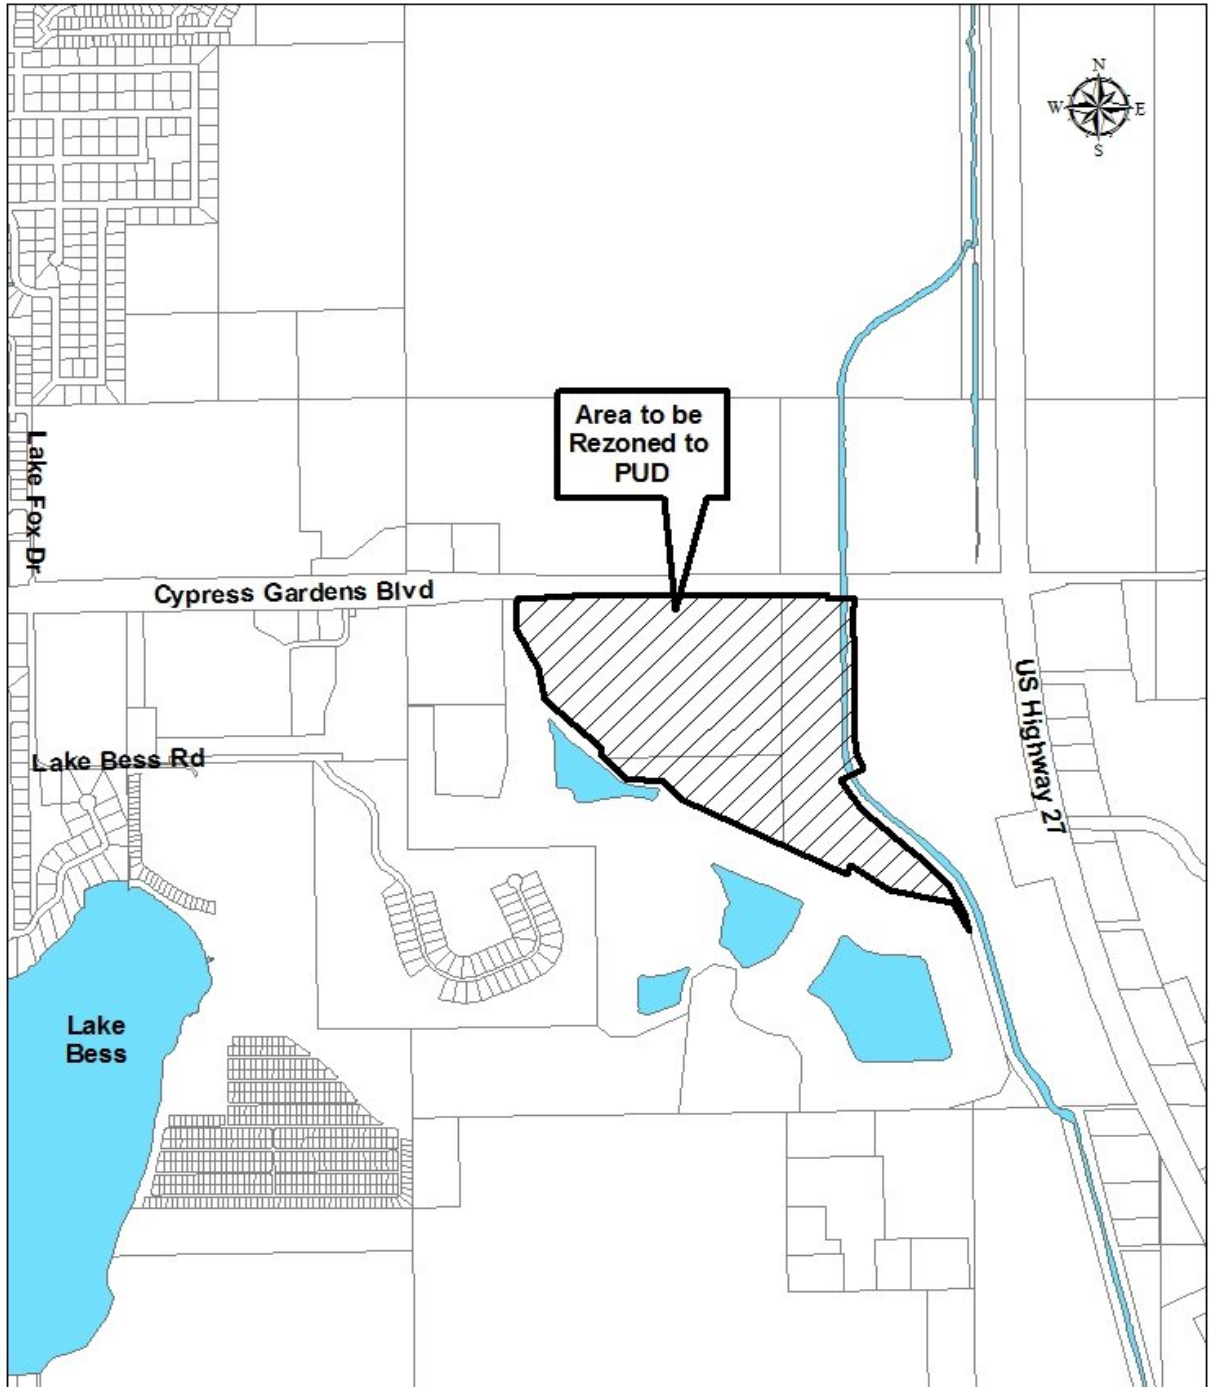 N
W E
S
Area to be
Rezoned to
PUD
Lake Fox Dr
Cypress Gardens Blvd
US Highway 27
Lake Bess Rd
Lake
Bess